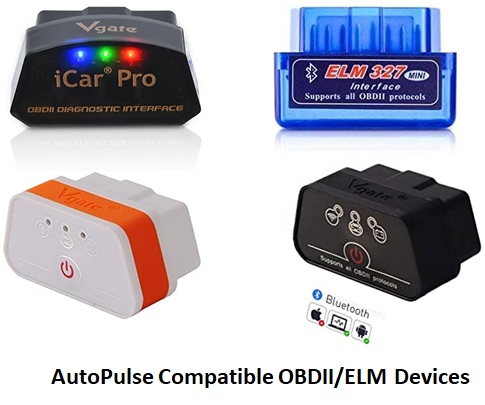 Vgate
iCar® Pro
OBDII DIAGNOSTIC INTERFACE
ELM 327 MINI
Interface
Supports all OBDII protocols
Vgate®
Vgate®
Supports all OBDII protocols
Bluetooth
AutoPulse Compatible OBDII/ELM Devices